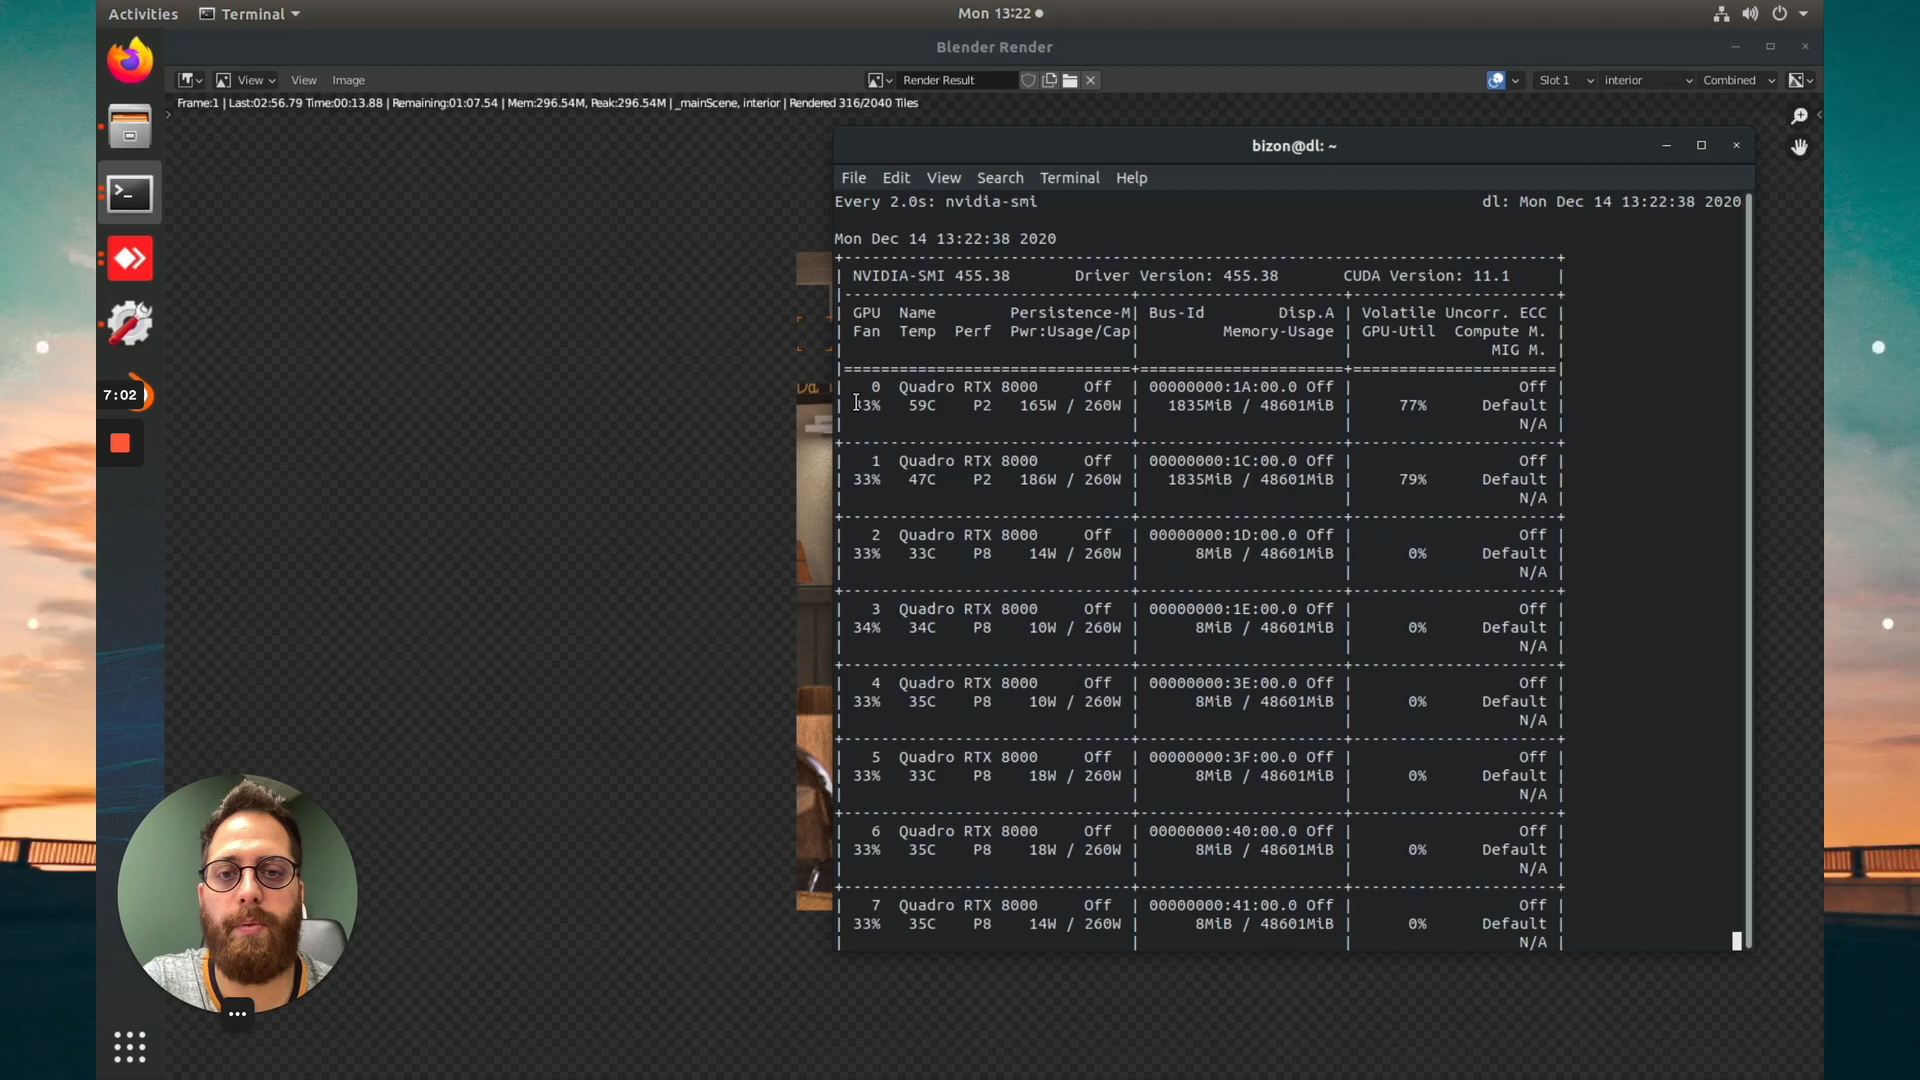 Activities Terminal Mon 13:22
Blender Render
View View Image Render Result Slot 1 interior Combined
Frame:1 | Last:02:56.79 Time:00:13.88 | Remaining:01:07.54 | Mem:296.54M, Peak:296.54M | _mainScene, interior | Rendered 316/2040 Tiles
bizon@dl: ~
File Edit View Search Terminal Help
Every 2.0s: nvidia-smi dl: Mon Dec 14 13:22:38 2020
Mon Dec 14 13:22:38 2020
+-----------------------------------------------------------------------------+
| NVIDIA-SMI 455.38       Driver Version: 455.38       CUDA Version: 11.1     |
|-------------------------------+----------------------+----------------------+
| GPU  Name        Persistence-M| Bus-Id        Disp.A | Volatile Uncorr. ECC |
| Fan  Temp  Perf  Pwr:Usage/Cap|         Memory-Usage | GPU-Util  Compute M. |
|                               |                      |               MIG M. |
|===============================+======================+======================|
|   0  Quadro RTX 8000     Off  | 00000000:1A:00.0 Off |                  Off |
| 33%   59C    P2   165W / 260W |   1835MiB / 48601MiB |     77%      Default |
|                               |                      |                  N/A |
+-------------------------------+----------------------+----------------------+
|   1  Quadro RTX 8000     Off  | 00000000:1C:00.0 Off |                  Off |
| 33%   47C    P2   186W / 260W |   1835MiB / 48601MiB |     79%      Default |
|                               |                      |                  N/A |
+-------------------------------+----------------------+----------------------+
|   2  Quadro RTX 8000     Off  | 00000000:1D:00.0 Off |                  Off |
| 33%   33C    P8    14W / 260W |      8MiB / 48601MiB |      0%      Default |
|                               |                      |                  N/A |
+-------------------------------+----------------------+----------------------+
|   3  Quadro RTX 8000     Off  | 00000000:1E:00.0 Off |                  Off |
| 34%   34C    P8    10W / 260W |      8MiB / 48601MiB |      0%      Default |
|                               |                      |                  N/A |
+-------------------------------+----------------------+----------------------+
|   4  Quadro RTX 8000     Off  | 00000000:3E:00.0 Off |                  Off |
| 33%   35C    P8    10W / 260W |      8MiB / 48601MiB |      0%      Default |
|                               |                      |                  N/A |
+-------------------------------+----------------------+----------------------+
|   5  Quadro RTX 8000     Off  | 00000000:3F:00.0 Off |                  Off |
| 33%   33C    P8    18W / 260W |      8MiB / 48601MiB |      0%      Default |
|                               |                      |                  N/A |
+-------------------------------+----------------------+----------------------+
|   6  Quadro RTX 8000     Off  | 00000000:40:00.0 Off |                  Off |
| 33%   35C    P8    18W / 260W |      8MiB / 48601MiB |      0%      Default |
|                               |                      |                  N/A |
+-------------------------------+----------------------+----------------------+
|   7  Quadro RTX 8000     Off  | 00000000:41:00.0 Off |                  Off |
| 33%   35C    P8    14W / 260W |      8MiB / 48601MiB |      0%      Default |
|                               |                      |                  N/A |
7:02
Da